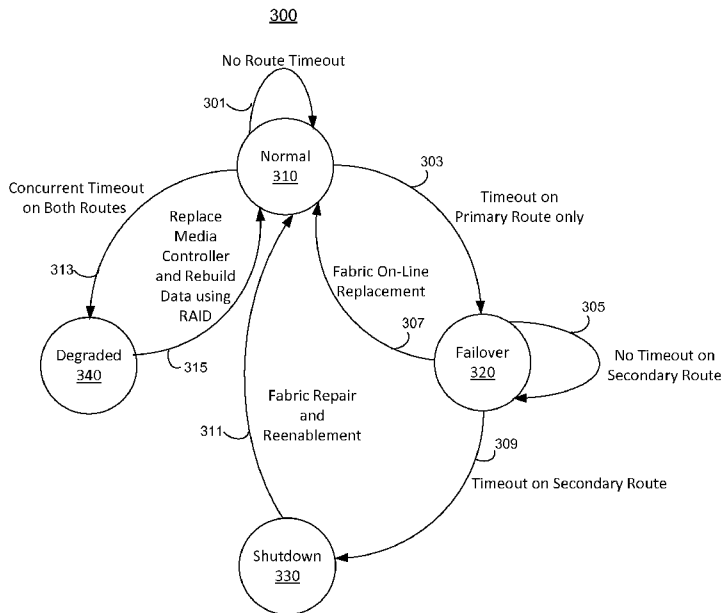 300
No Route Timeout
301
Normal
310
303
Concurrent Timeout
on Both Routes
Timeout on
Primary Route only
Replace
Media
Controller
and Rebuild
Data using
RAID
Fabric On-Line
Replacement
313
307
305
Degraded
340
315
Failover
320
No Timeout on
Secondary Route
Fabric Repair
and
Reenablement
311
309
Timeout on Secondary Route
Shutdown
330